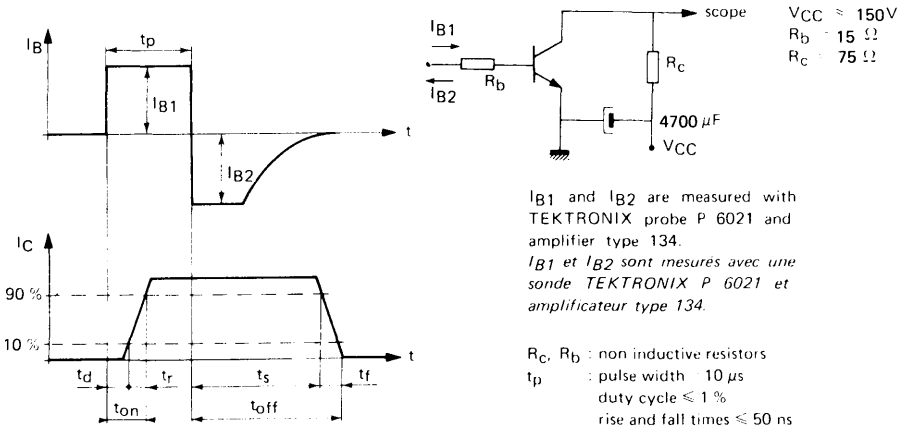 I_B
t_p
I_B1
I_B2
t
I_C
90 %
10 %
t
t_d
t_r
t_s
t_f
t_on
t_off
I_B1
I_B2
R_b
R_c
scope
4700 µF
V_CC
V_CC = 150 V
R_b 15 Ω
R_c 75 Ω
I_B1 and I_B2 are measured with
TEKTRONIX probe P 6021 and
amplifier type 134.
I_B1 et I_B2 sont mesurés avec une
sonde TEKTRONIX P 6021 et
amplificateur type 134.
R_c, R_b : non inductive resistors
t_p : pulse width 10 µs
duty cycle ≤ 1 %
rise and fall times ≤ 50 ns